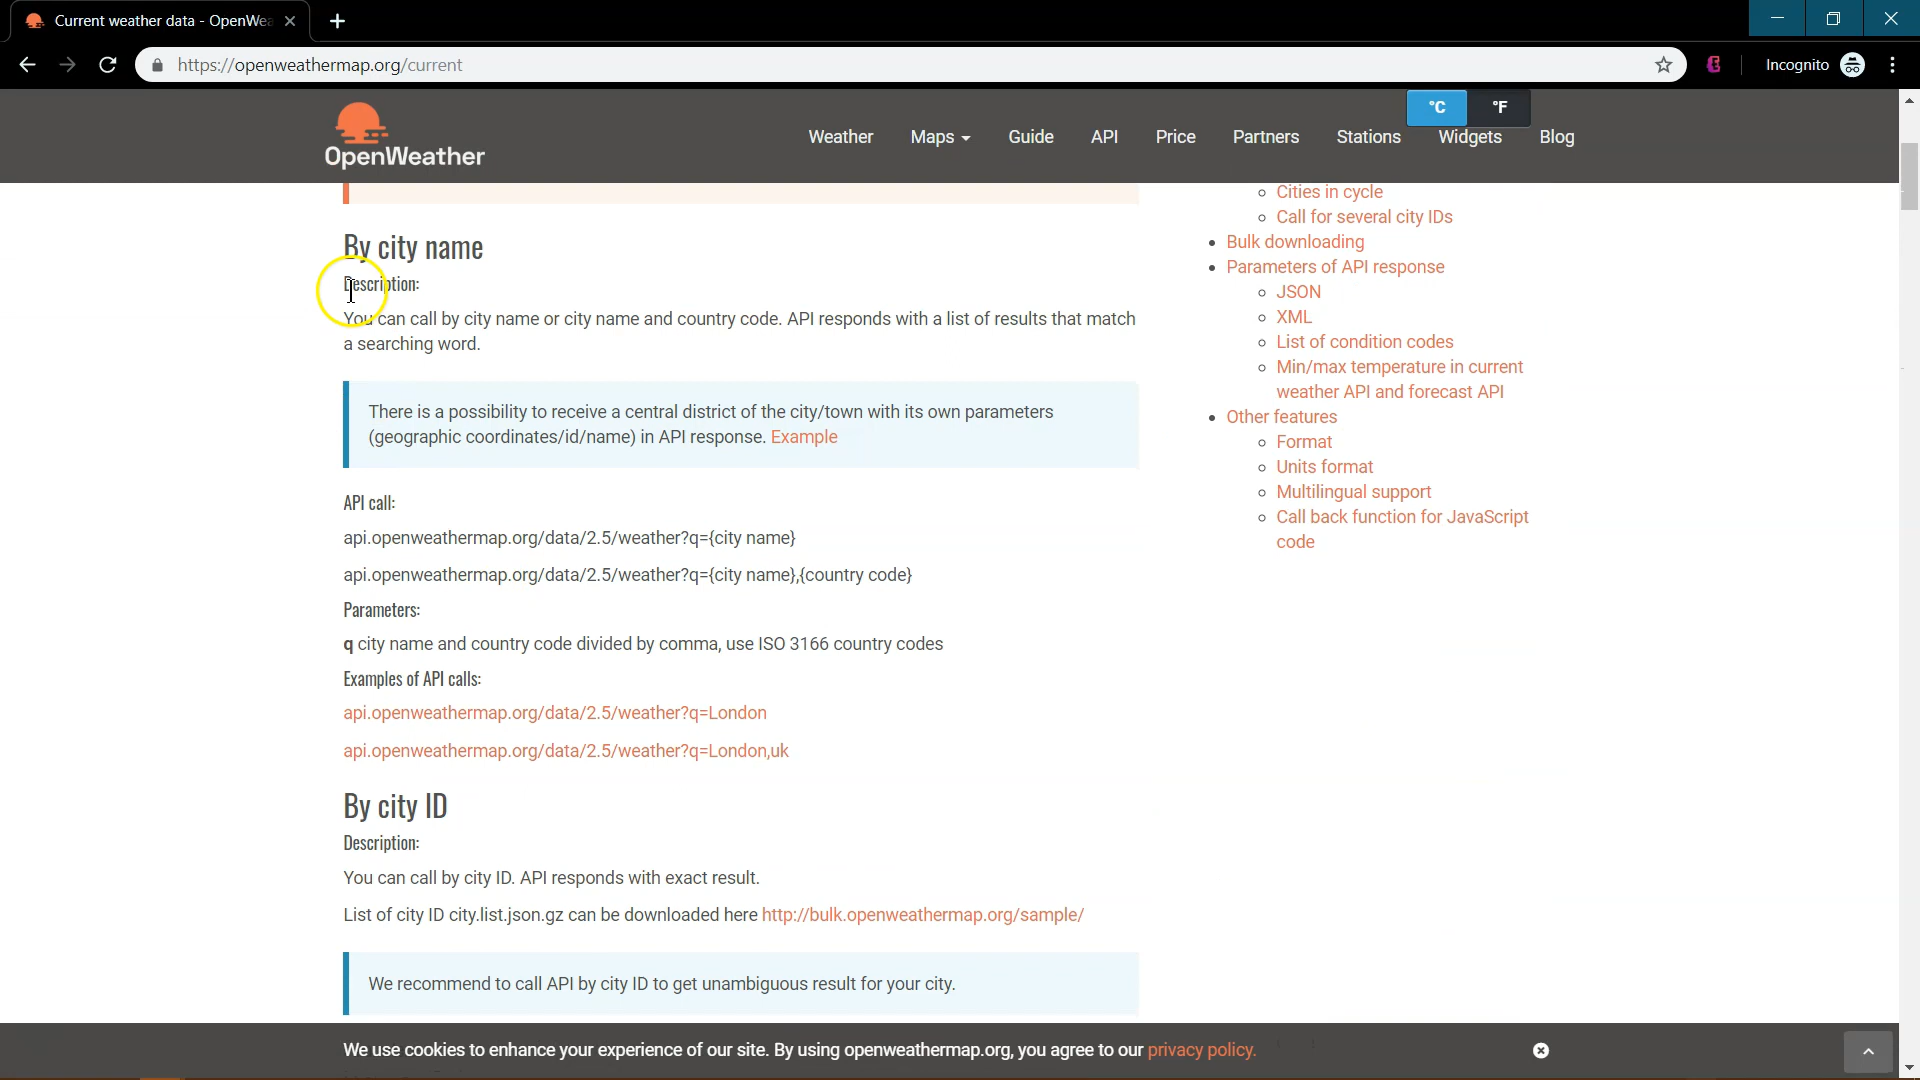 Current weather data - OpenWea
https://openweathermap.org/current
Incognito
OpenWeather
Weather
Maps
Guide
API
Price
Partners
Stations
Widgets
Blog
°C
°F
By city name
Description:
You can call by city name or city name and country code. API responds with a list of results that match
a searching word.
There is a possibility to receive a central district of the city/town with its own parameters
(geographic coordinates/id/name) in API response. Example
API call:
api.openweathermap.org/data/2.5/weather?q={city name}
api.openweathermap.org/data/2.5/weather?q={city name},{country code}
Parameters:
q city name and country code divided by comma, use ISO 3166 country codes
Examples of API calls:
api.openweathermap.org/data/2.5/weather?q=London
api.openweathermap.org/data/2.5/weather?q=London,uk
By city ID
Description:
You can call by city ID. API responds with exact result.
List of city ID city.list.json.gz can be downloaded here http://bulk.openweathermap.org/sample/
We recommend to call API by city ID to get unambiguous result for your city.
Cities in cycle
Call for several city IDs
Bulk downloading
Parameters of API response
JSON
XML
List of condition codes
Min/max temperature in current
weather API and forecast API
Other features
Format
Units format
Multilingual support
Call back function for JavaScript
code
We use cookies to enhance your experience of our site. By using openweathermap.org, you agree to our privacy policy.